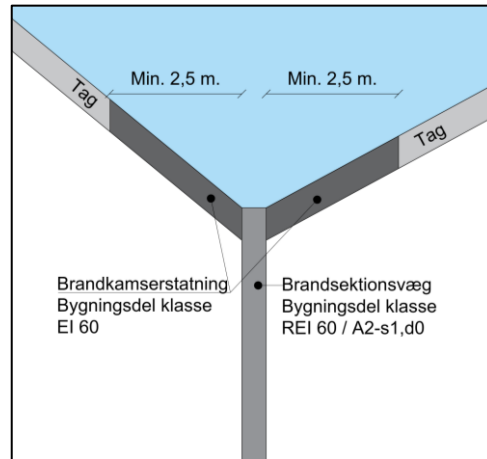 Min. 2,5 m.
Min. 2,5 m.
Tag
Tag
Brandkamserstatning
Bygningsdel klasse
EI 60
Brandsektionsvæg
Bygningsdel klasse
REI 60 / A2-s1,d0